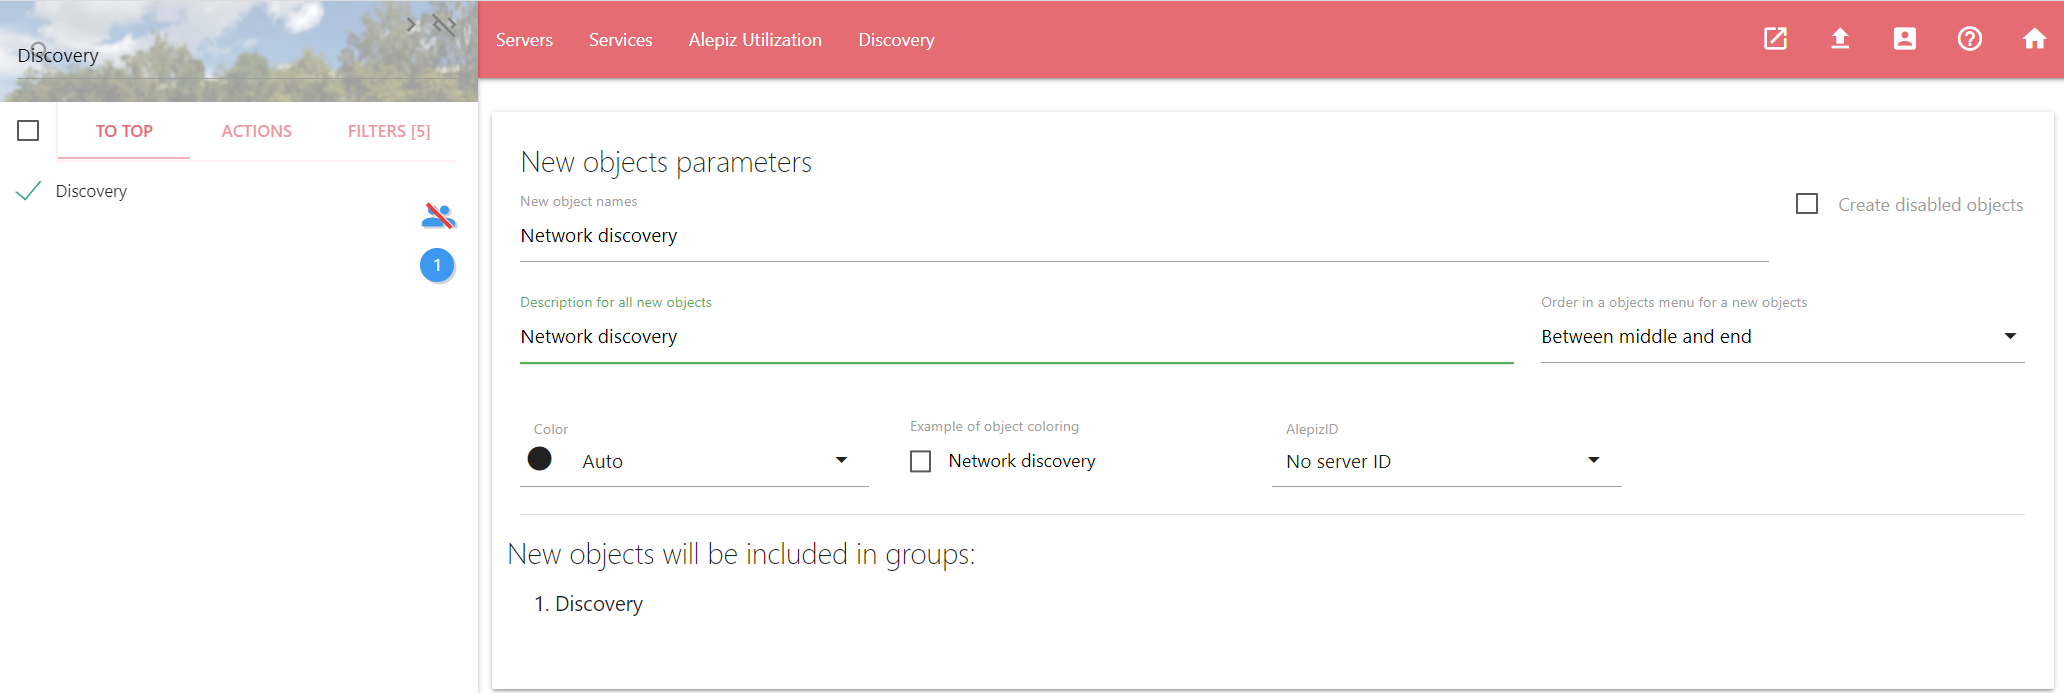 Discovery
Servers Services Alepiz Utilization Discovery
TO TOP ACTIONS FILTERS [5]
Discovery
1
New objects parameters
New object names
Network discovery
Create disabled objects
Description for all new objects
Network discovery
Order in a objects menu for a new objects
Between middle and end
Color
Auto
Example of object coloring
Network discovery
AlepizID
No server ID
New objects will be included in groups:
1. Discovery